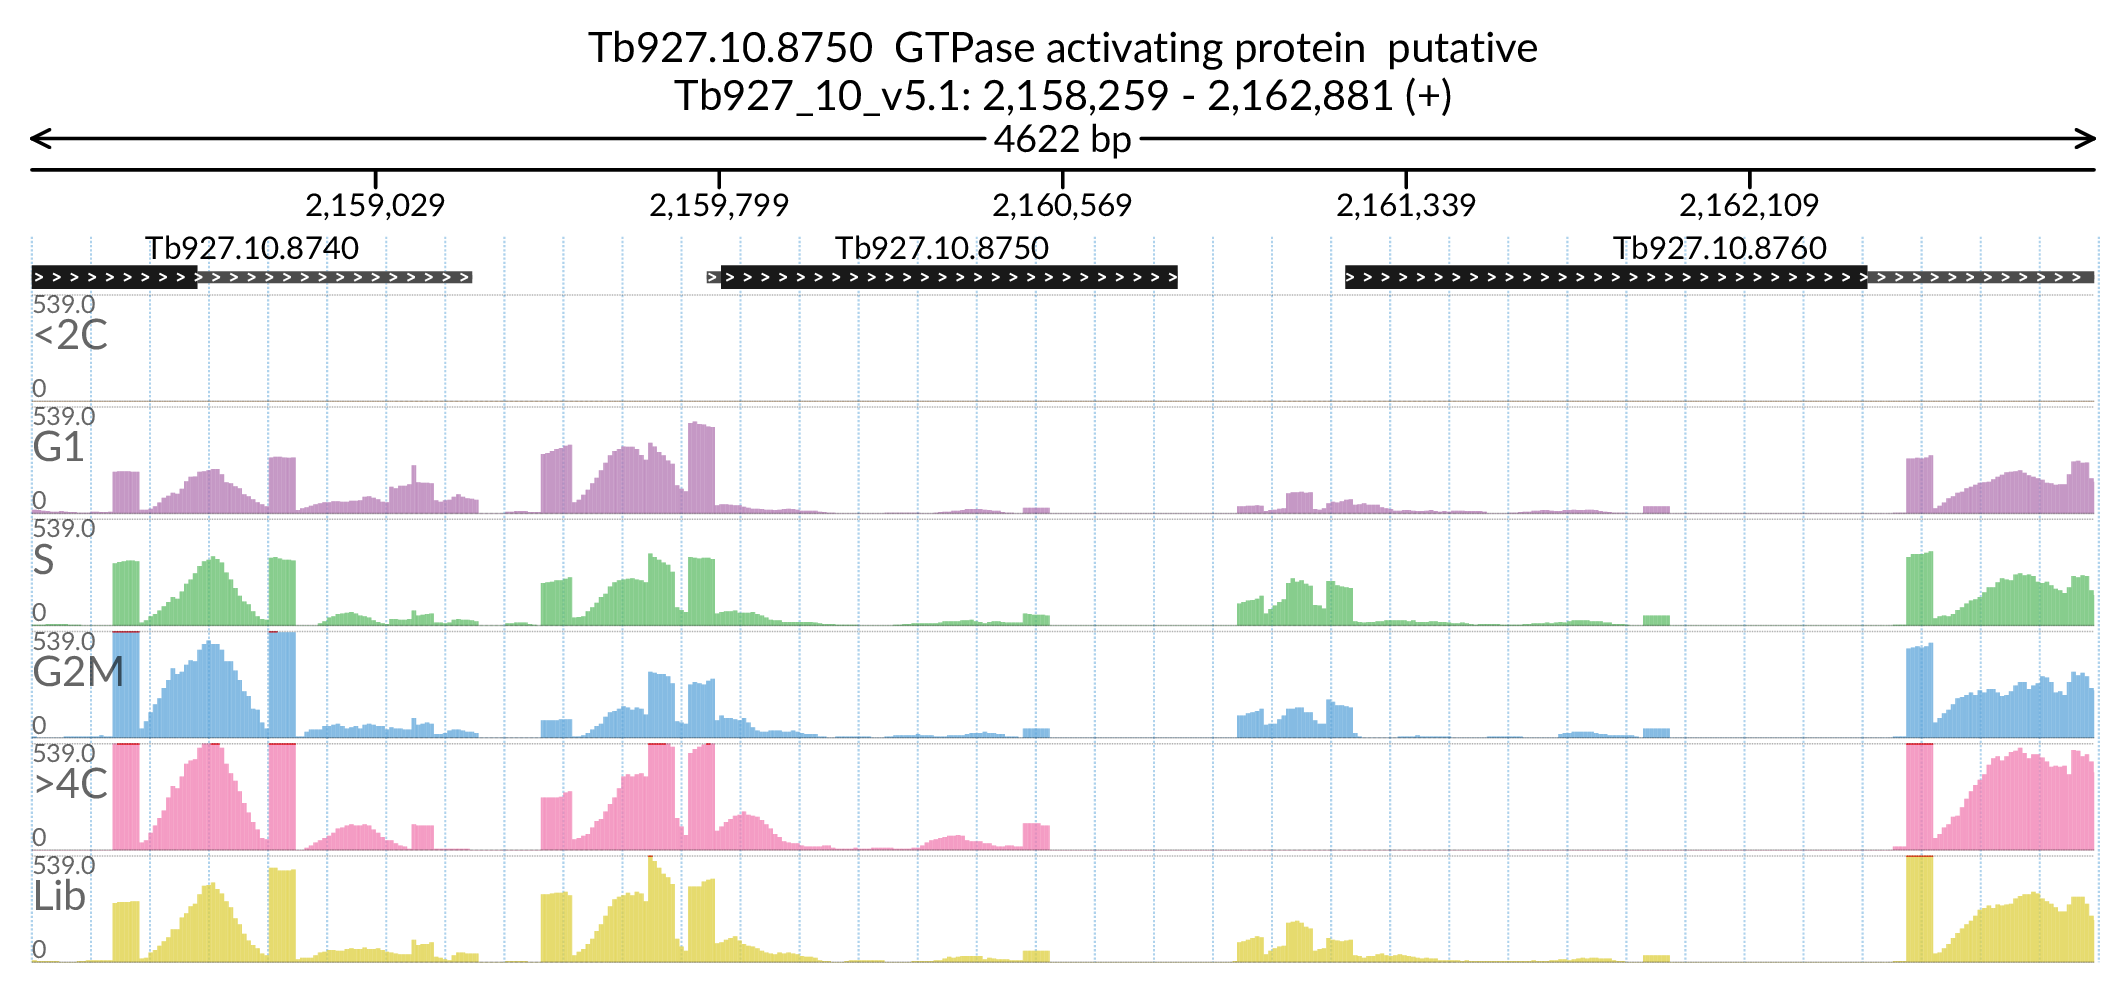 Tb927.10.8750  GTPase activating protein  putative
Tb927_10_v5.1: 2,158,259 - 2,162,881 (+)
4622 bp
2,159,029 2,159,799 2,160,569 2,161,339 2,162,109
Tb927.10.8740 Tb927.10.8750 Tb927.10.8760
539.0
<2C
0
539.0
G1
0
539.0
S
0
539.0
G2M
0
539.0
>4C
0
539.0
Lib
0